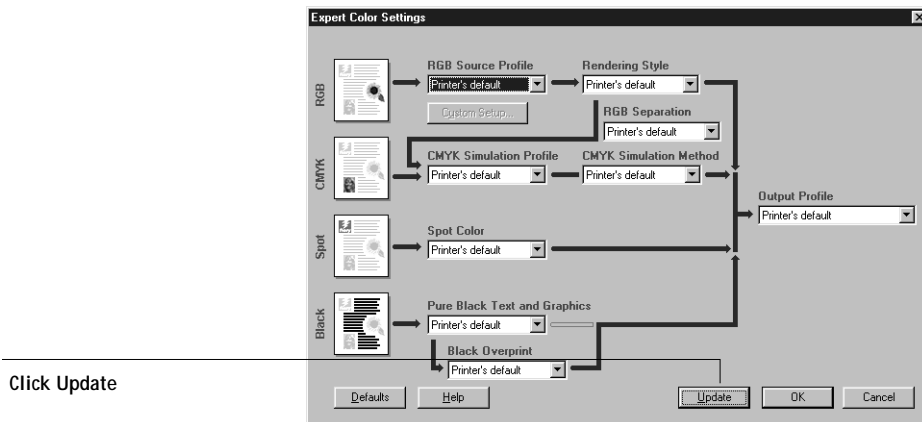 Expert Color Settings
RGB
RGB Source Profile
Rendering Style
Printer's default
Printer's default
Custom Setup...
RGB Separation
Printer's default
CMYK
CMYK Simulation Profile
CMYK Simulation Method
Printer's default
Printer's default
Output Profile
Printer's default
Spot
Spot Color
Printer's default
Black
Pure Black Text and Graphics
Printer's default
Black Overprint
Printer's default
Click Update
Defaults
Help
Update
OK
Cancel